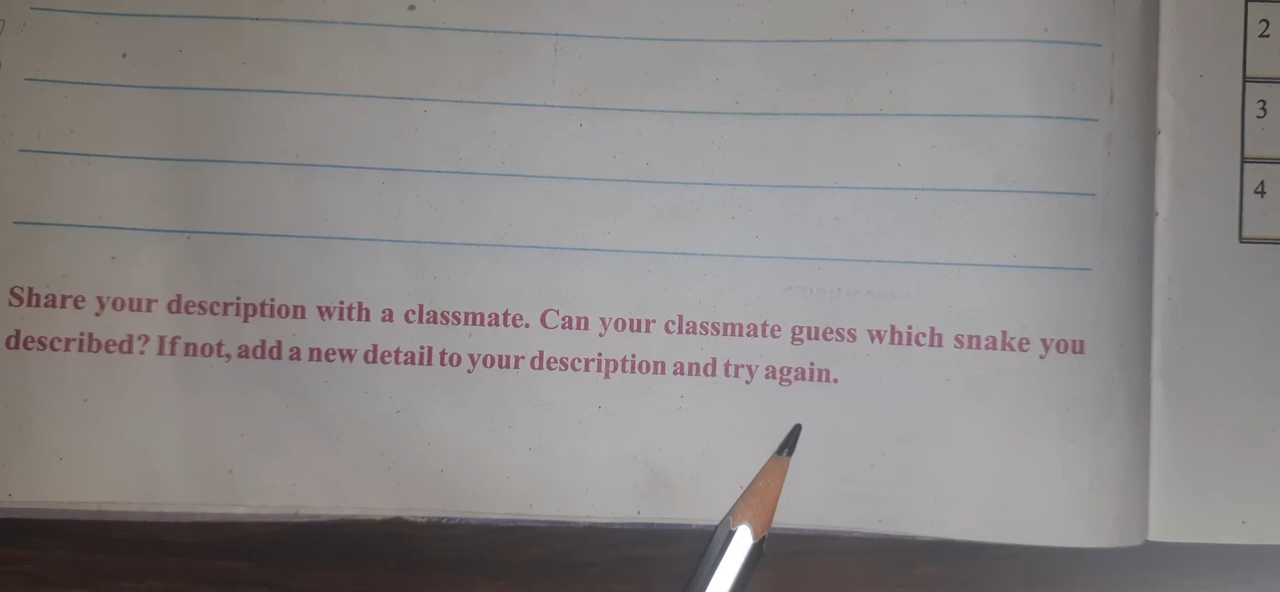 Share your description with a classmate. Can your classmate guess which snake you
described? If not, add a new detail to your description and try again.
2
3
4